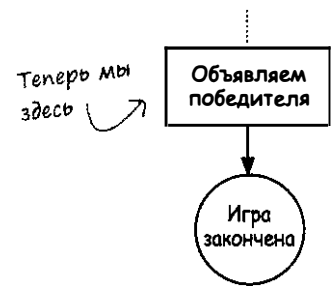 Теперь мы
здесь
Объявляем
победителя
Игра
закончена